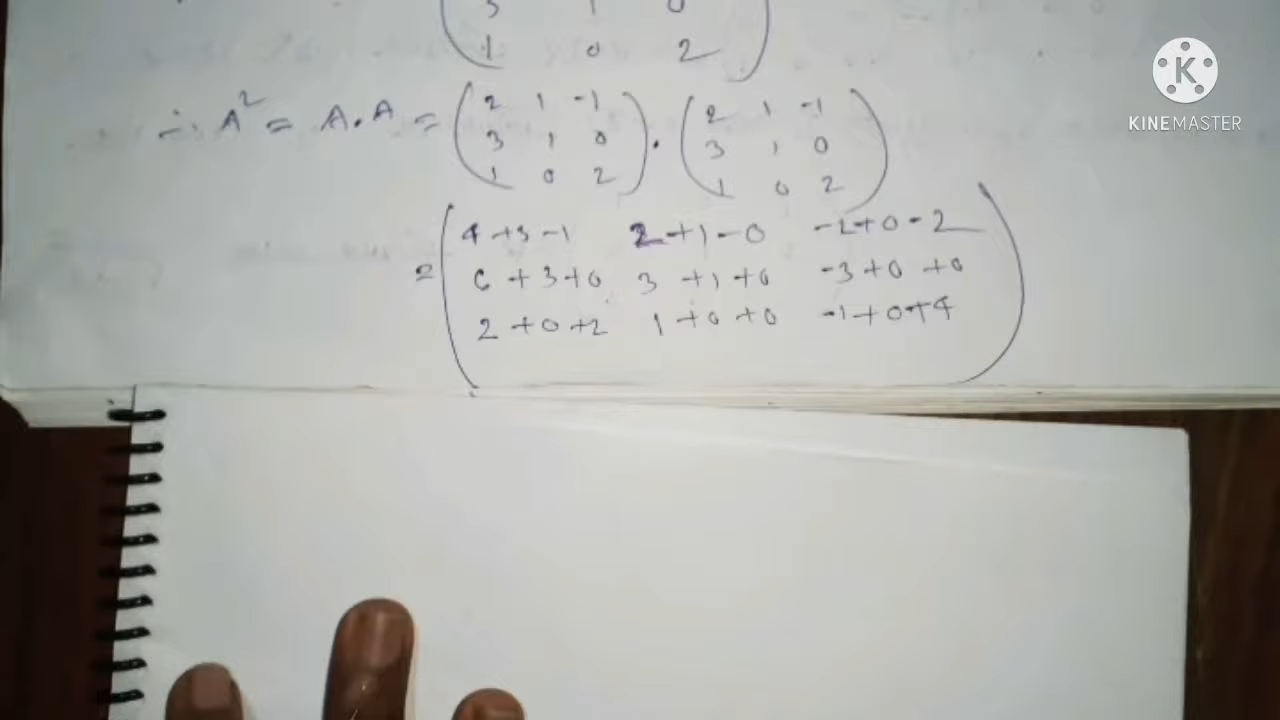 3 1 0
1 0 2
K
KINEMASTER
∴ A² = A.A = (2 1 -1) . (2 1 -1)
3 1 0 3 1 0
1 0 2 1 0 2
= (4+3-1 2+1-0 -2+0-2)
6+3+0 3+1+0 -3+0+0
2+0+2 1+0+0 -1+0+4